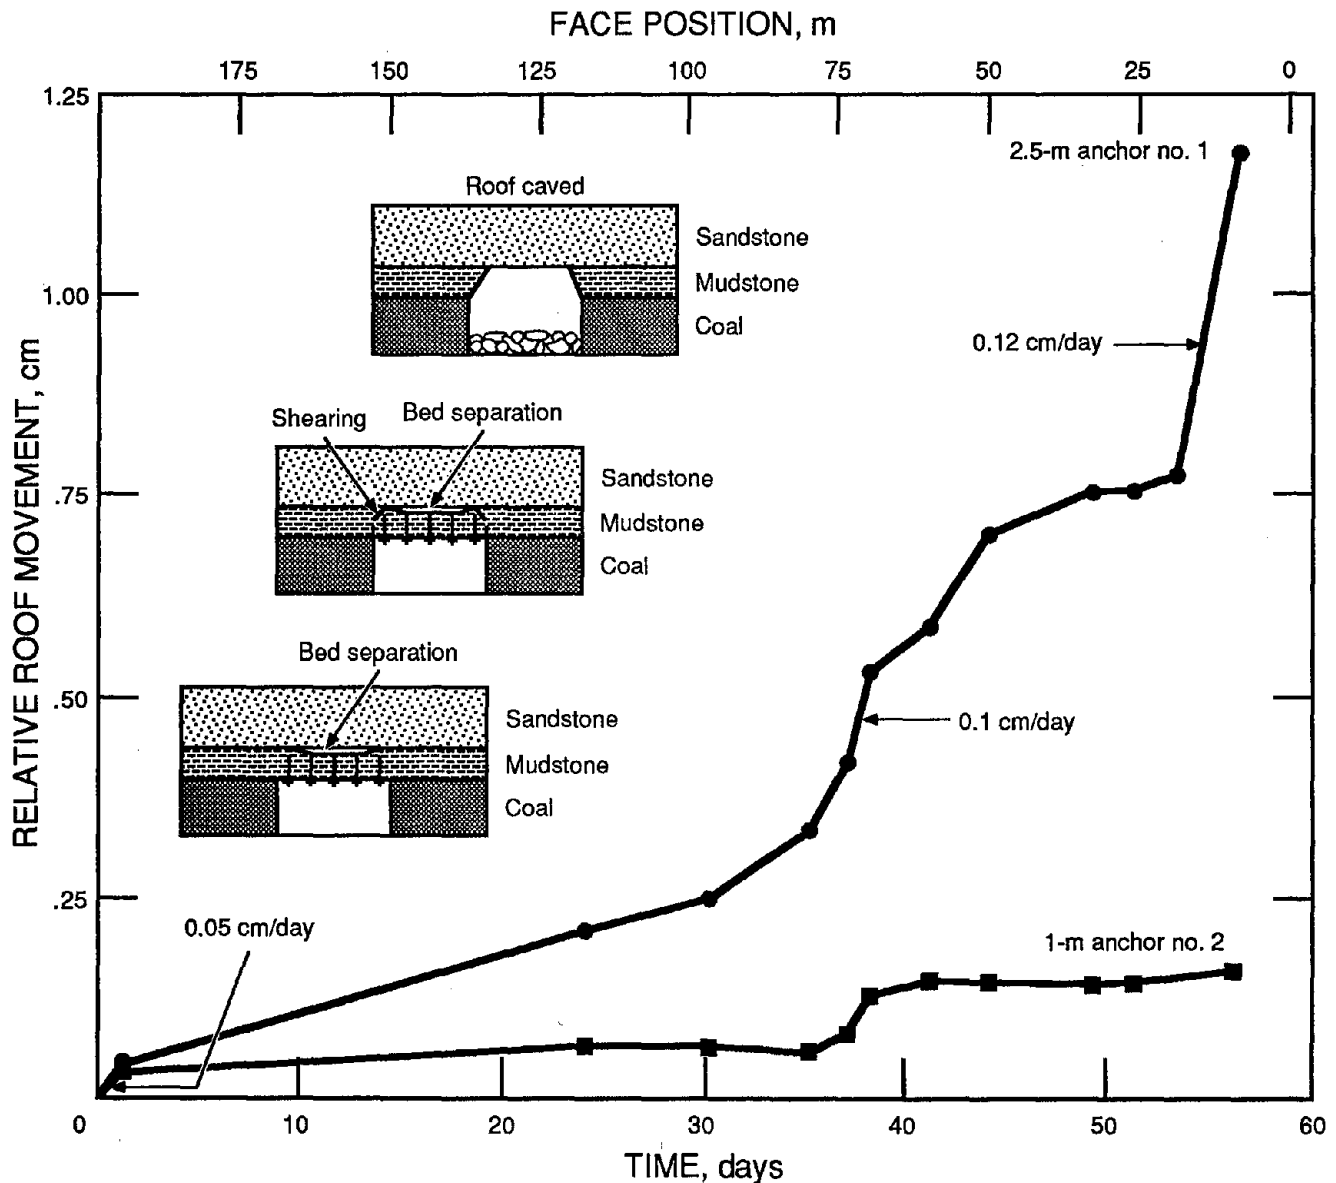 FACE POSITION, m
175 150 125 100 75 50 25 0
1.25
1.00
.75
.50
.25
RELATIVE ROOF MOVEMENT, cm
2.5-m anchor no. 1
Roof caved
Sandstone
Mudstone
Coal
0.12 cm/day
Shearing
Bed separation
Sandstone
Mudstone
Coal
Bed separation
Sandstone
Mudstone
Coal
0.1 cm/day
0.05 cm/day
1-m anchor no. 2
0 10 20 30 40 50 60
TIME, days